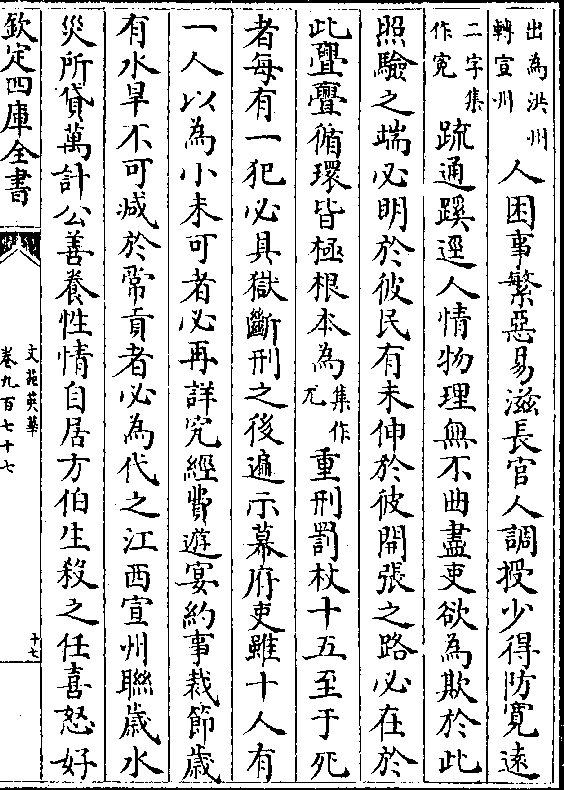 出為洪州
轉宣州
人困事繁惡易滋長官人調授少得防寛遠
二字集
作寃
疏通蹊逕人情物理無不曲盡吏欲為欺於此
照驗之端必明於彼民有未伸於彼開張之路必在於
此亹亹循環皆極根本為
集作
尤
重刑罰杖十五至于死
者每有一犯必具獄斷刑之後遍示幕府吏雖十人有
一人以為小未可者必再詳究經費遊宴約事裁節歳
有水旱不可减於常貢者必為代之江西宣州聯歳水
災所貸萬計公善養性情自居方伯生殺之任喜怒好
欽定四庫全書
文苑英華
卷九百七十七
十七